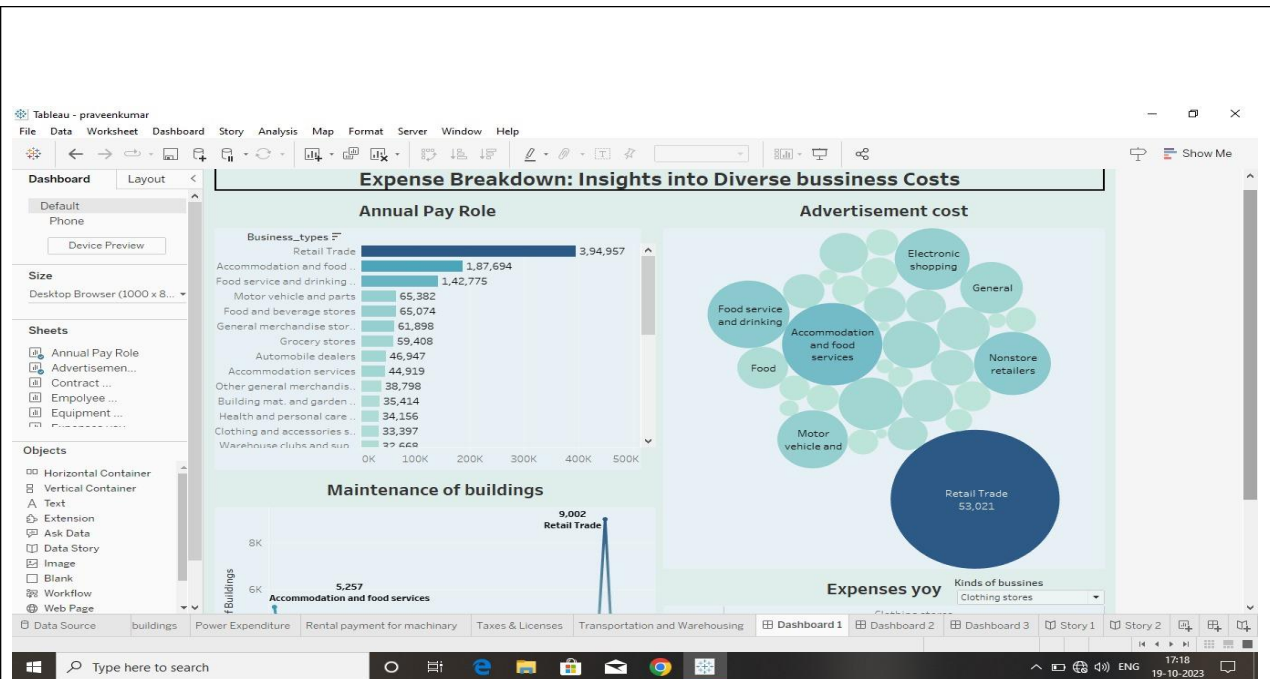 Tableau - praveenkumar
File Data Worksheet Dashboard Story Analysis Map Format Server Window Help
Show Me
Dashboard Layout
Default
Phone
Device Preview
Size
Desktop Browser (1000 x 8...
Sheets
Annual Pay Role
Advertisemen...
Contract ...
Empolyee ...
Equipment ...
Objects
Horizontal Container
Vertical Container
Text
Extension
Ask Data
Data Story
Image
Blank
Workflow
Web Page
Expense Breakdown: Insights into Diverse bussiness Costs
Annual Pay Role
Business_types
Retail Trade 3,94,957
Accommodation and food .. 1,87,694
Food service and drinking .. 1,42,775
Motor vehicle and parts 65,382
Food and beverage stores 65,074
General merchandise stor.. 61,898
Grocery stores 59,408
Automobile dealers 46,947
Accommodation services 44,919
Other general merchandis.. 38,798
Building mat. and garden .. 35,414
Health and personal care .. 34,156
Clothing and accessories s.. 33,397
Warehouse clubs and sup.. 32,668
0K 100K 200K 300K 400K 500K
Advertisement cost
Electronic
shopping
General
Food service
and drinking
Accommodation
and food
services
Food
Nonstore
retailers
Motor
vehicle and
Retail Trade
53,021
Maintenance of buildings
9,002
Retail Trade
8K
6K
5,257
Accommodation and food services
f Buildings
Expenses yoy
Kinds of bussines
Clothing stores
Clothing stores
Data Source buildings Power Expenditure Rental payment for machinary Taxes & Licenses Transportation and Warehousing Dashboard 1 Dashboard 2 Dashboard 3 Story 1 Story 2
Type here to search
ENG
17:18
19-10-2023